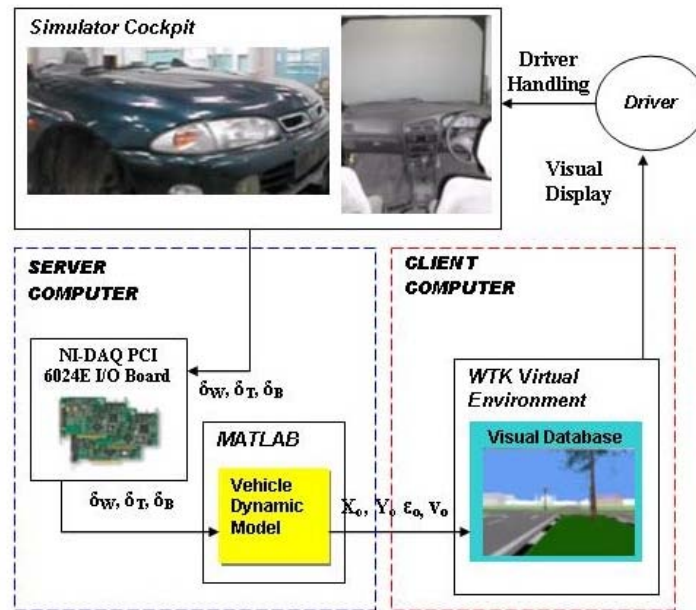 Simulator Cockpit
Driver
Handling
Driver
Visual
Display
SERVER
COMPUTER
CLIENT
COMPUTER
NI-DAQ PCI
6024E I/O Board
δW, δT, δB
WTK Virtual
Environment
MATLAB
Visual Database
Vehicle
Dynamic
Model
δW, δT, δB
Xo, Yo εo, vo